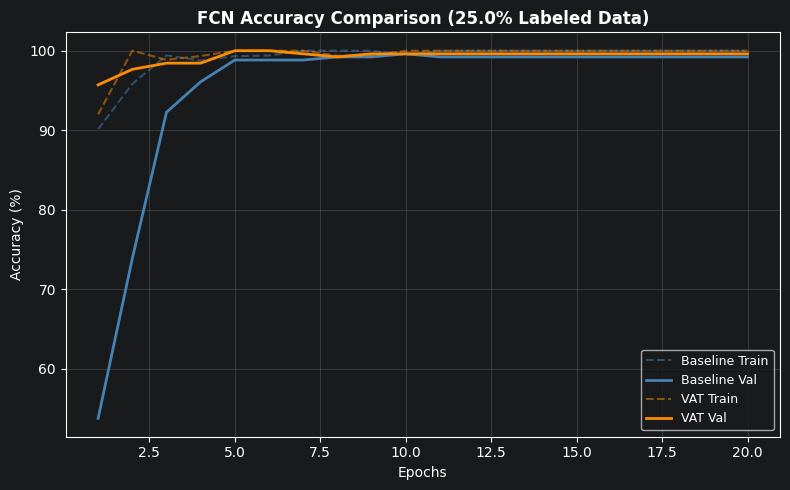 FCN Accuracy Comparison (25.0% Labeled Data)
Accuracy (%)
100
90
80
70
60
2.5 5.0 7.5 10.0 12.5 15.0 17.5 20.0
Epochs
Baseline Train
Baseline Val
VAT Train
VAT Val